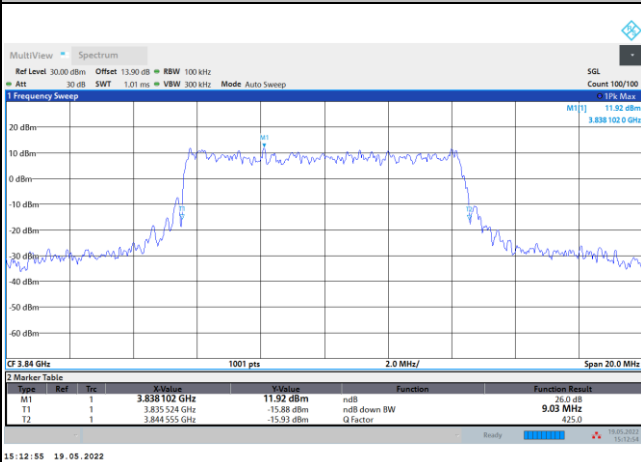 MultiView Spectrum
Ref Level 30.00 dBm Offset 13.90 dB RBW 100 kHz SGL
Att 30 dB SWT 1.01 ms VBW 300 kHz Mode Auto Sweep Count 100/100
1 Frequency Sweep 1Pk Max
M1[1] 11.92 dBm
3.838 102 0 GHz
20 dBm
M1
10 dBm
0 dBm
-10 dBm
T1 T2
-20 dBm
-30 dBm
-40 dBm
-50 dBm
-60 dBm
CF 3.84 GHz 1001 pts 2.0 MHz/ Span 20.0 MHz
2 Marker Table
Type Ref Trc X-Value Y-Value Function Function Result
M1 1 3.838 102 GHz 11.92 dBm ndB 26.0 dB
T1 1 3.835 524 GHz -15.88 dBm ndB down BW 9.03 MHz
T2 1 3.844 555 GHz -15.93 dBm Q Factor 425.0
Ready 19.05.2022
15:12:54
15:12:55 19.05.2022